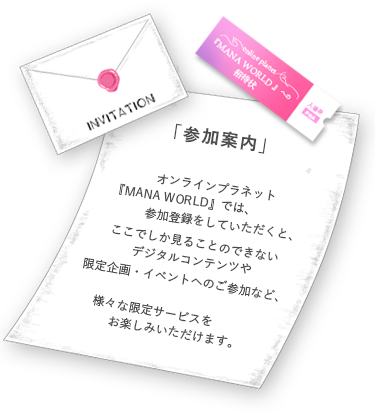 INVITATION
online planet
『MANA WORLD』への
招待状
入場券
「参加案内」
オンラインプラネット
『MANA WORLD』では、
参加登録をしていただくと、
ここでしか見ることのできない
デジタルコンテンツや
限定企画・イベントへのご参加など、
様々な限定サービスを
お楽しみいただけます。